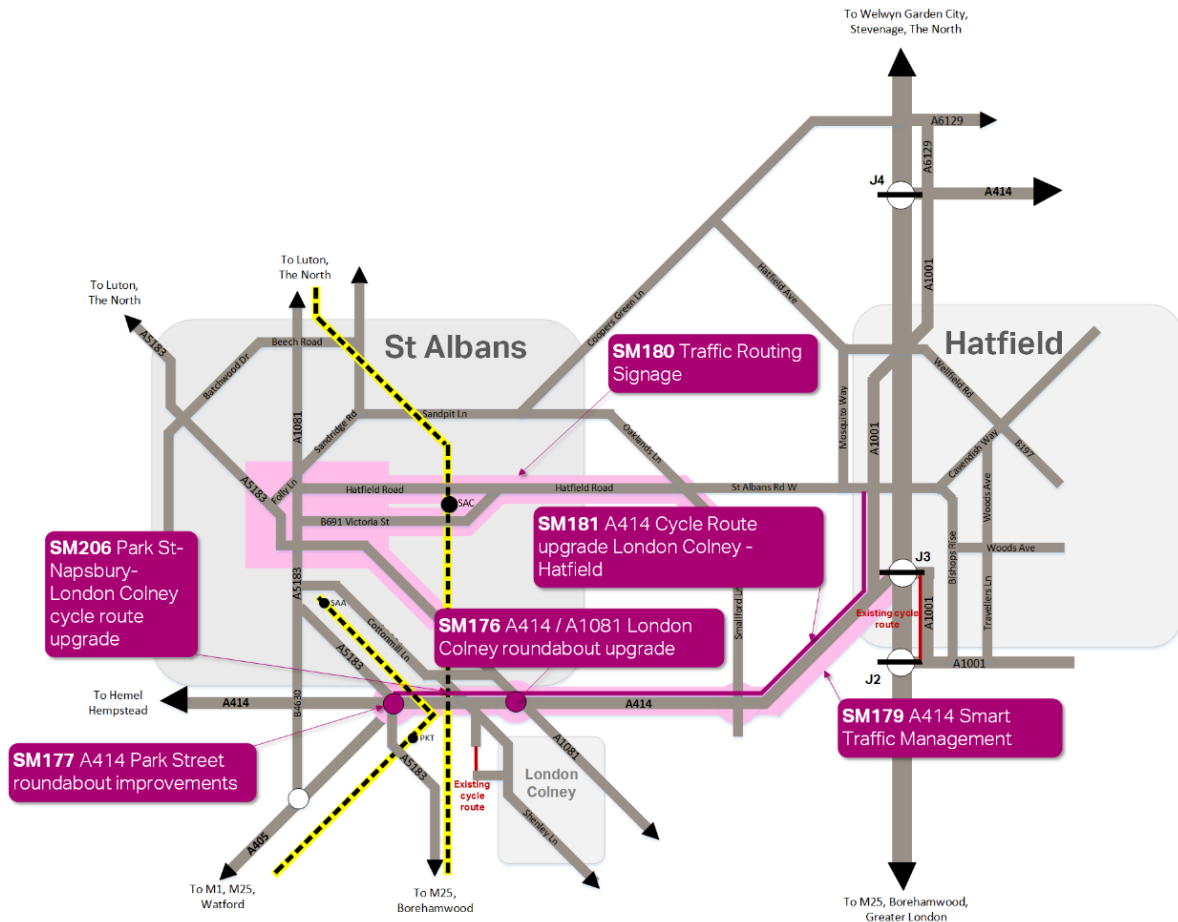 To Welwyn Garden City,
Stevenage, The North
A6129
A6129
J4
A414
A1001
To Luton,
The North
To Luton,
The North
Hatfield Ave
Coopers Green Ln
A5183
Beech Road
St Albans
Hatfield
SM180 Traffic Routing
Signage
Batchwood Dr
A1081
Sandridge Rd
Sandpit Ln
Oaklands Ln
Mosquito Way
A1001
Wellfield Rd
Cavendish Way
B197
Woods Ave
A5183
Folly Ln
Hatfield Road
Hatfield Road
St Albans Rd W
SAC
B691 Victoria St
SM181 A414 Cycle Route
upgrade London Colney -
Hatfield
SM206 Park St-
Napsbury-
London Colney
cycle route
upgrade
J3
Bishops Rise
Woods Ave
Travellers Ln
A5183
SAA
Cottonmill Ln
A5183
SM176 A414 / A1081 London
Colney roundabout upgrade
Smallford Ln
Existing cycle
route
A1001
J2
A1001
To Hemel
Hempstead
A414
B4630
A414
SM179 A414 Smart
Traffic Management
SM177 A414 Park Street
roundabout improvements
PKT
A5183
A1081
Existing
cycle
route
London
Colney
Shenley Ln
A405
To M1, M25,
Watford
To M25,
Borehamwood
To M25, Borehamwood,
Greater London